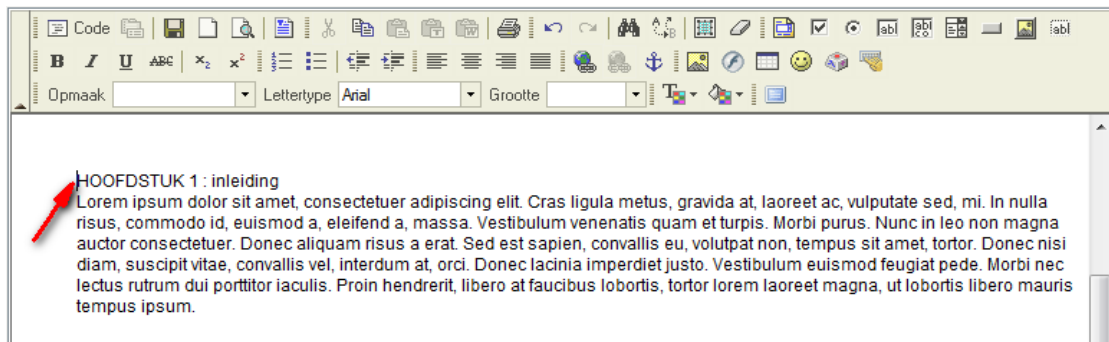 Code
B I U ABC x₂ x²
Opmaak Lettertype Arial Grootte
HOOFDSTUK 1 : inleiding
Lorem ipsum dolor sit amet, consectetuer adipiscing elit. Cras ligula metus, gravida at, laoreet ac, vulputate sed, mi. In nulla
risus, commodo id, euismod a, eleifend a, massa. Vestibulum venenatis quam et turpis. Morbi purus. Nunc in leo non magna
auctor consectetuer. Donec aliquam risus a erat. Sed est sapien, convallis eu, volutpat non, tempus sit amet, tortor. Donec nisi
diam, suscipit vitae, convallis vel, interdum at, orci. Donec lacinia imperdiet justo. Vestibulum euismod feugiat pede. Morbi nec
lectus rutrum dui porttitor iaculis. Proin hendrerit, libero at faucibus lobortis, tortor lorem laoreet magna, ut lobortis libero mauris
tempus ipsum.